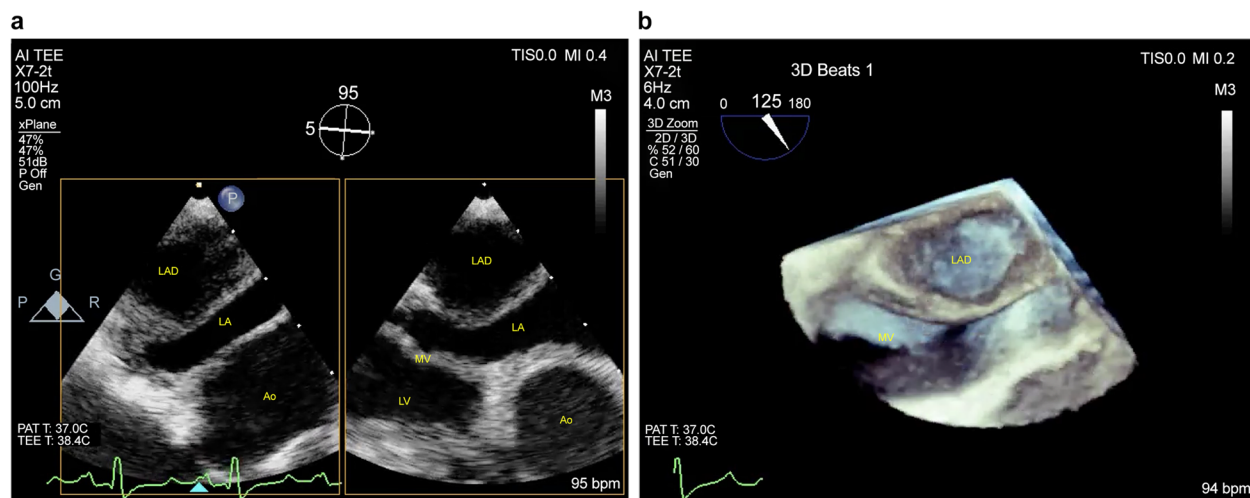 a
AI TEE
X7-2t
100Hz
5.0 cm
xPlane
47%
47%
51dB
P Off
Gen
TIS0.0 MI 0.4
M3
95
5
P
G
P R
LAD
LA
Ao
LAD
LA
MV
LV
Ao
PAT T: 37.0C
TEE T: 38.4C
95 bpm
b
AI TEE
X7-2t
6Hz
4.0 cm
3D Zoom
2D / 3D
% 52 / 60
C 51 / 30
Gen
3D Beats 1
TIS0.0 MI 0.2
M3
0 125 180
LAD
MV
PAT T: 37.0C
TEE T: 38.4C
94 bpm